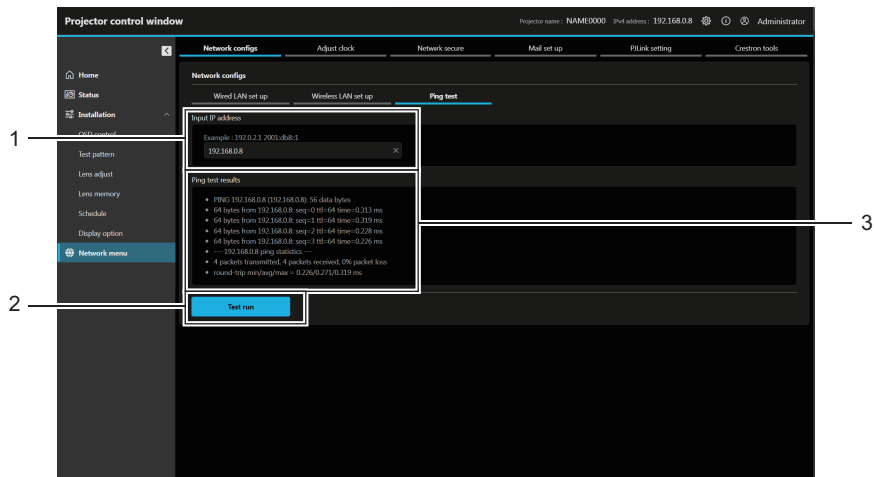 Projector control window
Projector name : NAME0000 IPv4 address : 192.168.0.8 Administrator
Network configs Adjust clock Network secure Mail set up PJLink setting Crestron tools
Home
Status
Installation
OSD control
Test pattern
Lens adjust
Lens memory
Schedule
Display option
Network menu
Network configs
Wired LAN set up Wireless LAN set up Ping test
1
Input IP address
Example : 192.0.2.1 2001:db8::1
192.168.0.8
Ping test results
PING 192.168.0.8 (192.168.0.8): 56 data bytes
64 bytes from 192.168.0.8: seq=0 ttl=64 time=0.313 ms
64 bytes from 192.168.0.8: seq=1 ttl=64 time=0.319 ms
64 bytes from 192.168.0.8: seq=2 ttl=64 time=0.228 ms
64 bytes from 192.168.0.8: seq=3 ttl=64 time=0.226 ms
--- 192.168.0.8 ping statistics ---
4 packets transmitted, 4 packets received, 0% packet loss
round-trip min/avg/max = 0.226/0.271/0.319 ms
3
2
Test run